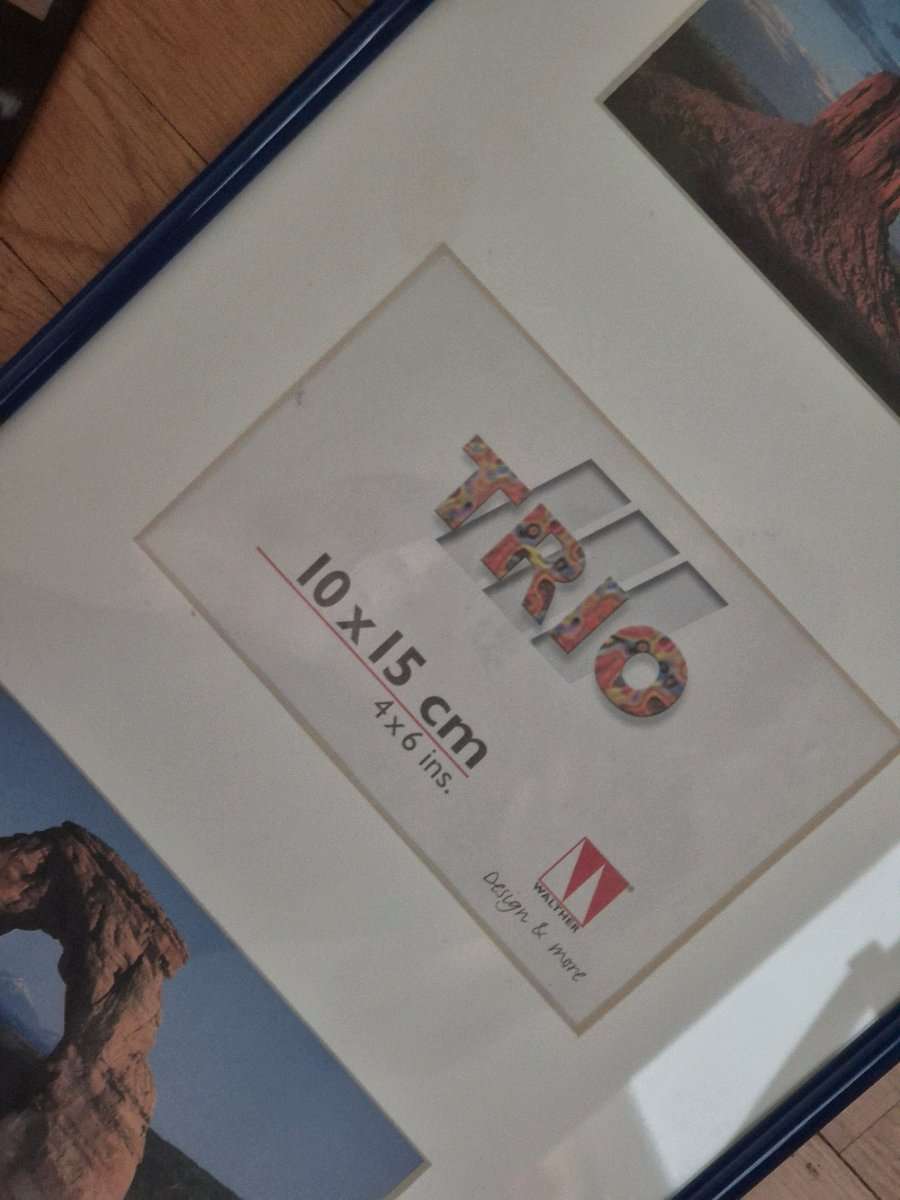 TRIO
10 x 15 cm
4 x 6 ins.
WALTHER®
Design & more